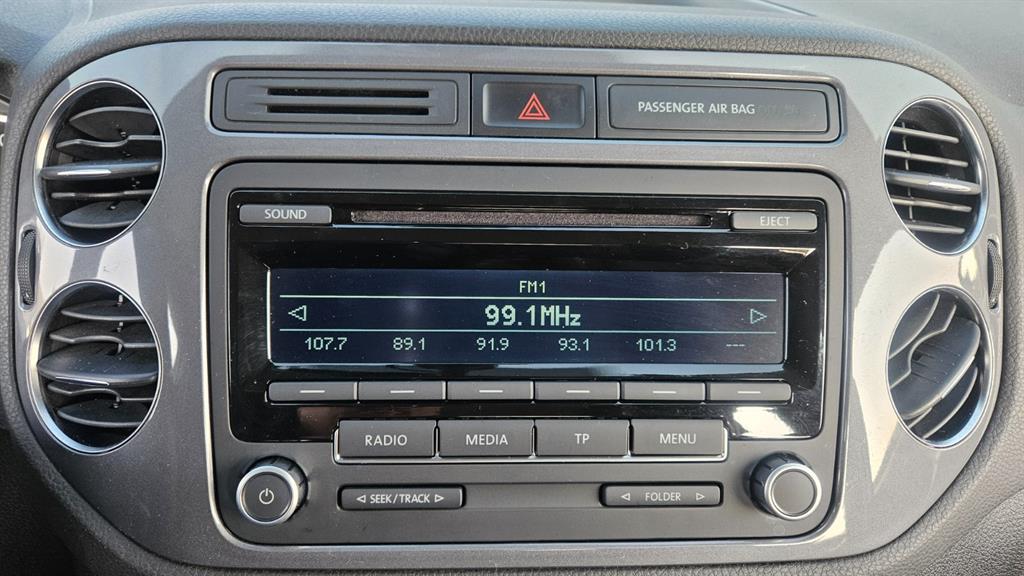 PASSENGER AIR BAG
SOUND
EJECT
FM1
99.1MHz
107.7 89.1 91.9 93.1 101.3 ---
RADIO MEDIA TP MENU
SEEK/TRACK FOLDER